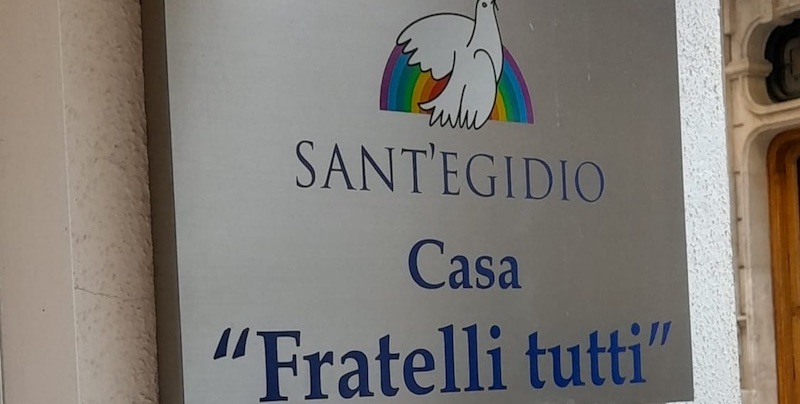 SANT'EGIDIO
Casa
“Fratelli tutti”